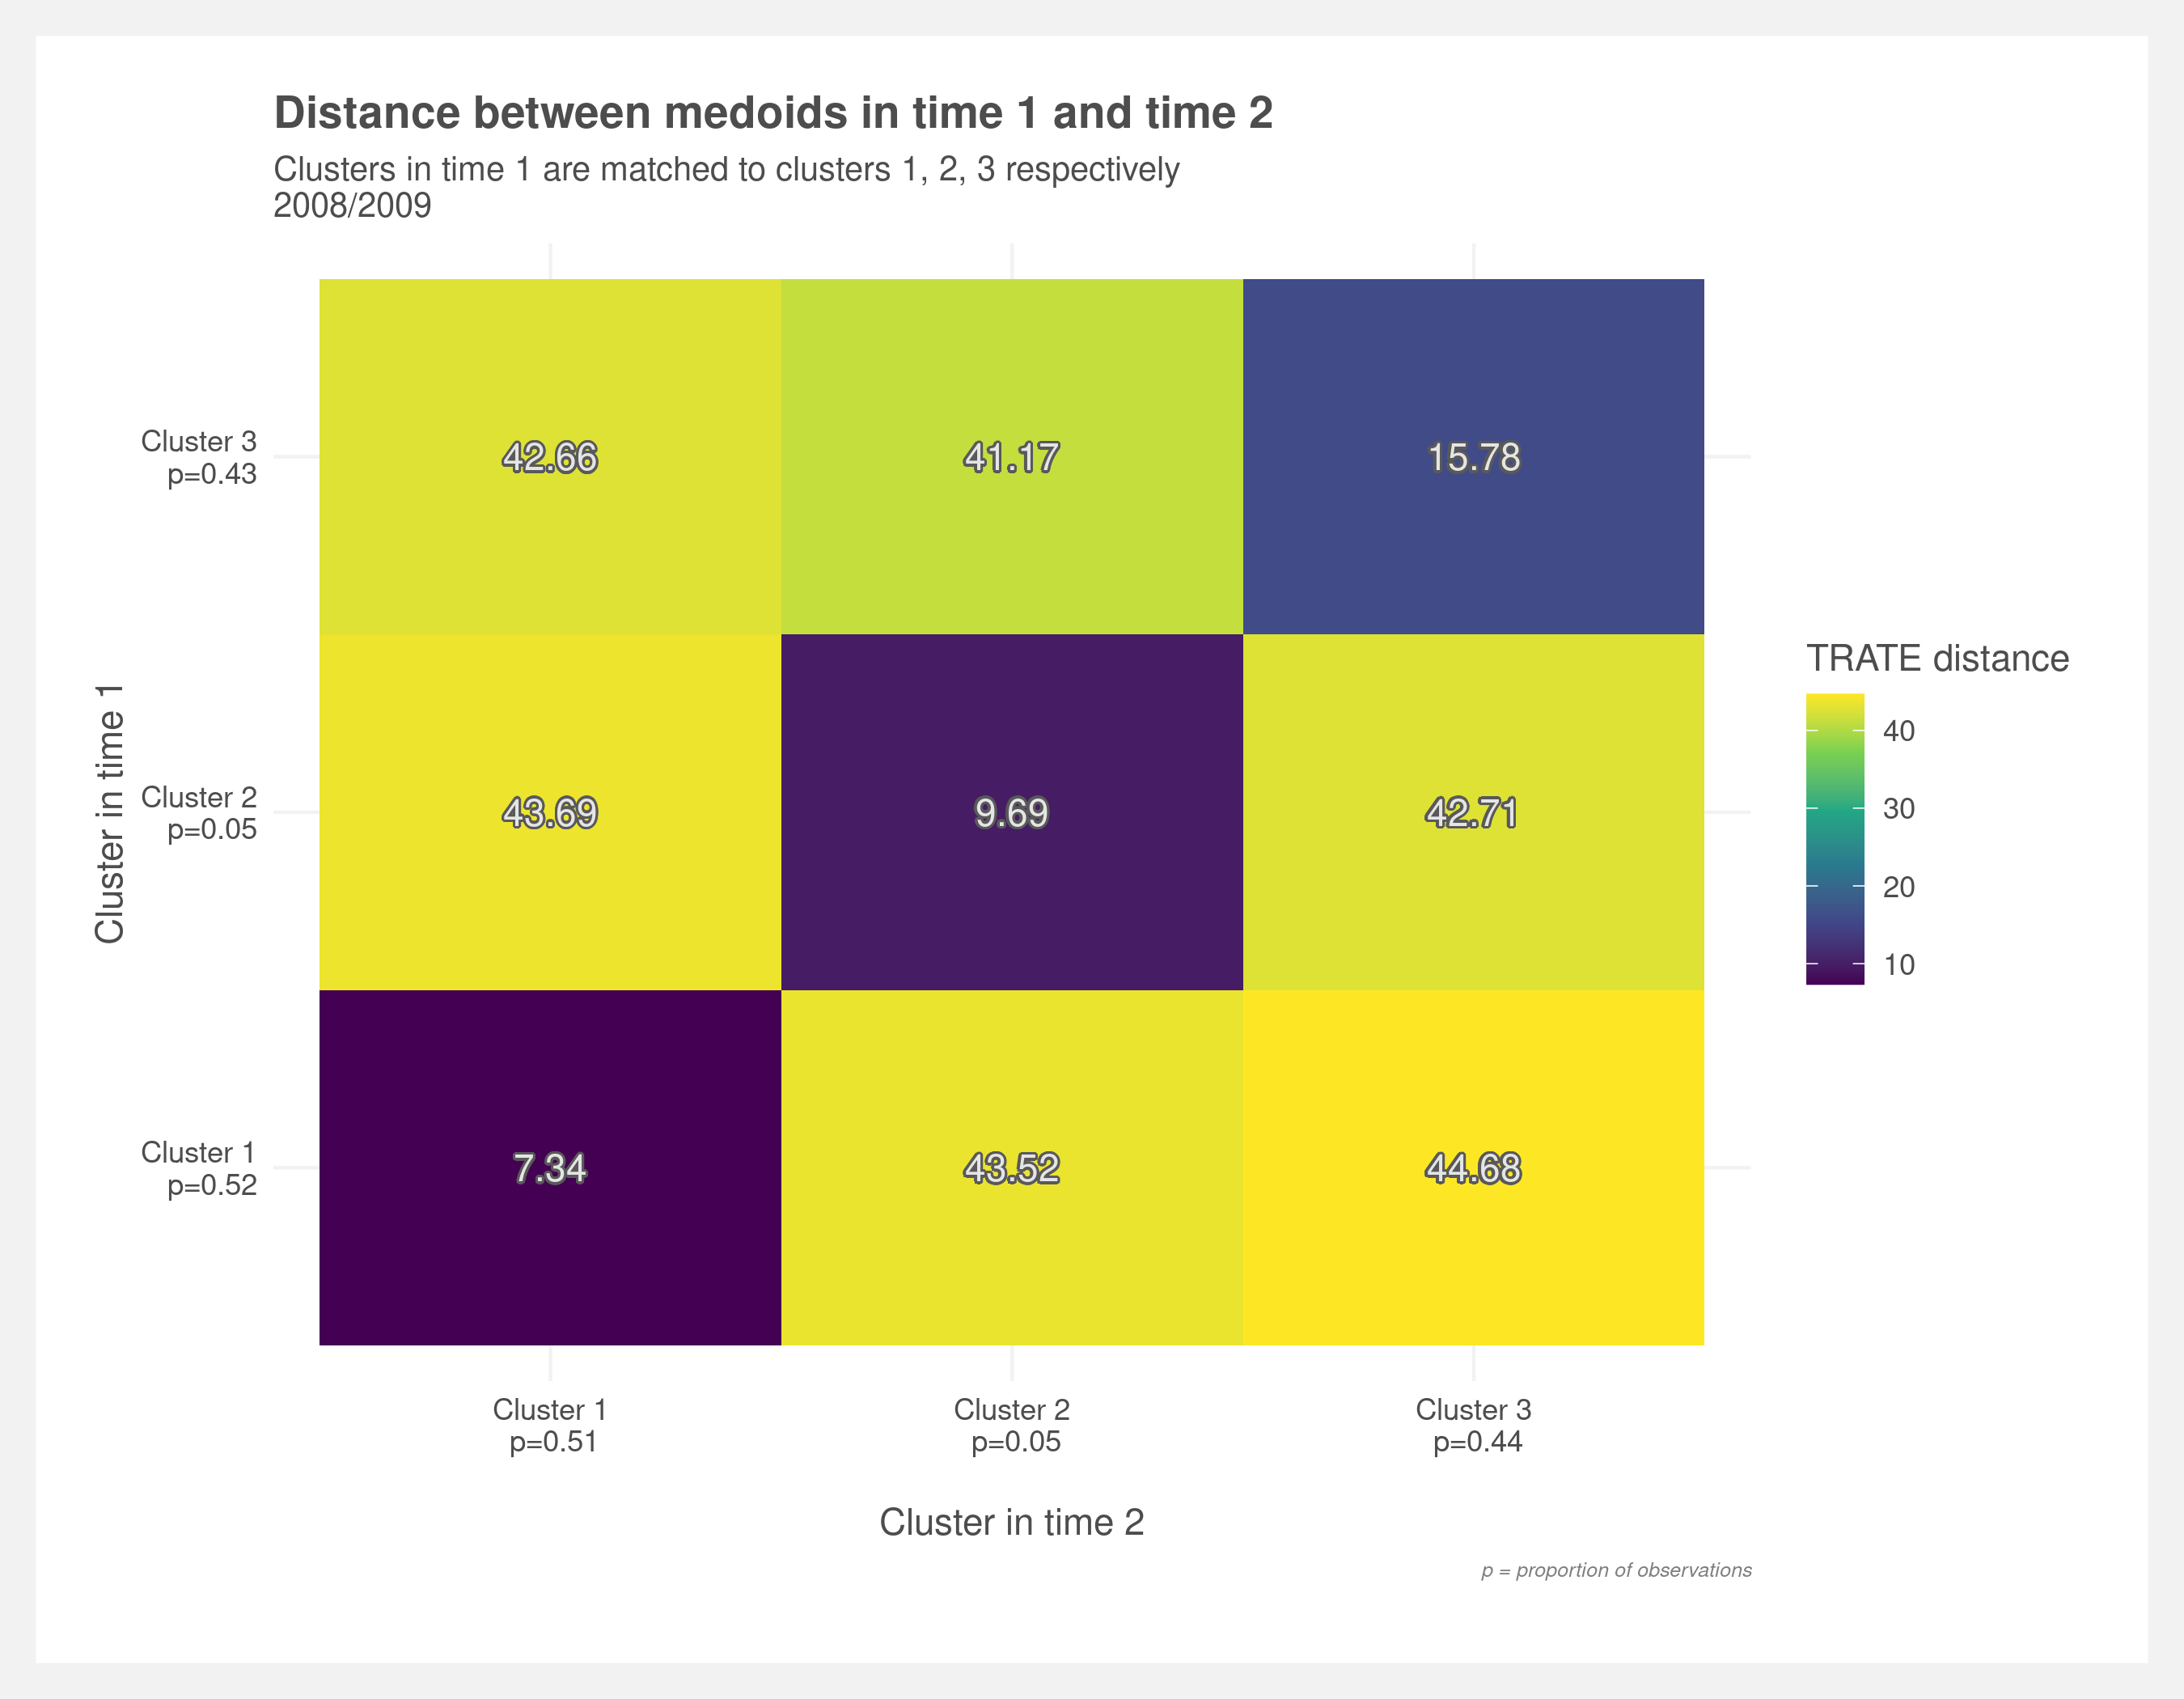 Distance between medoids in time 1 and time 2
Clusters in time 1 are matched to clusters 1, 2, 3 respectively
2008/2009
Cluster in time 1
Cluster 3
p=0.43
42.66
41.17
15.78
Cluster 2
p=0.05
43.69
9.69
42.71
Cluster 1
p=0.52
7.34
43.52
44.68
Cluster 1
p=0.51
Cluster 2
p=0.05
Cluster 3
p=0.44
Cluster in time 2
TRATE distance
40
30
20
10
p = proportion of observations